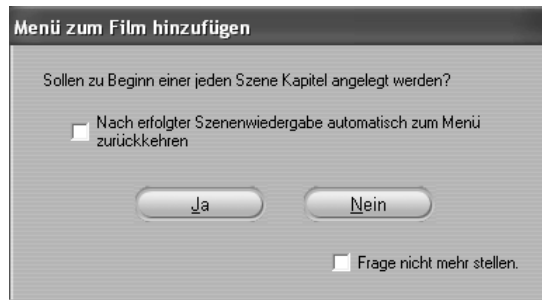 Menü zum Film hinzufügen
Sollen zu Beginn einer jeden Szene Kapitel angelegt werden?
Nach erfolgter Szenenwiedergabe automatisch zum Menü
zurückkehren
Ja
Nein
Frage nicht mehr stellen.